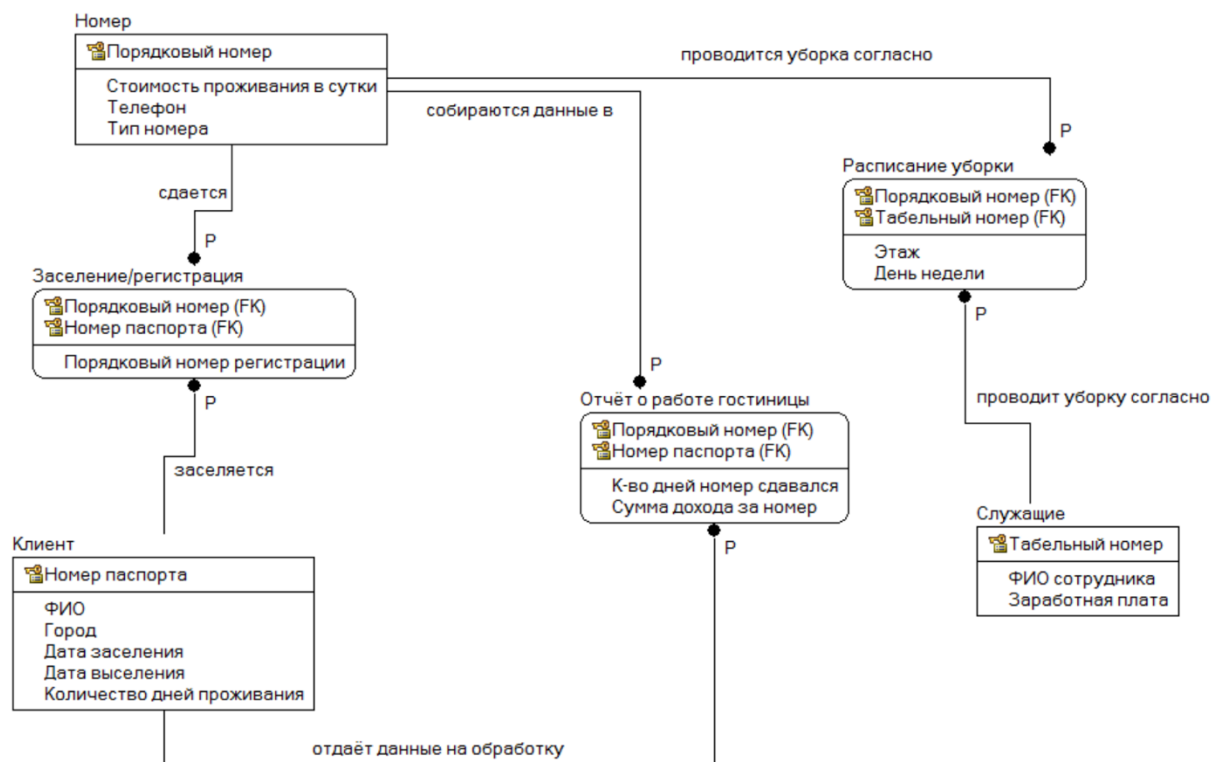 Номер
Порядковый номер
Стоимость проживания в сутки
Телефон
Тип номера
проводится уборка согласно
собираются данные в
P
Расписание уборки
Порядковый номер (FK)
Табельный номер (FK)
Этаж
День недели
P
сдается
P
Заселение/регистрация
Порядковый номер (FK)
Номер паспорта (FK)
Порядковый номер регистрации
P
P
Отчёт о работе гостиницы
Порядковый номер (FK)
Номер паспорта (FK)
К-во дней номер сдавался
Сумма дохода за номер
P
проводит уборку согласно
заселяется
Служащие
Табельный номер
ФИО сотрудника
Заработная плата
Клиент
Номер паспорта
ФИО
Город
Дата заселения
Дата выселения
Количество дней проживания
отдаёт данные на обработку